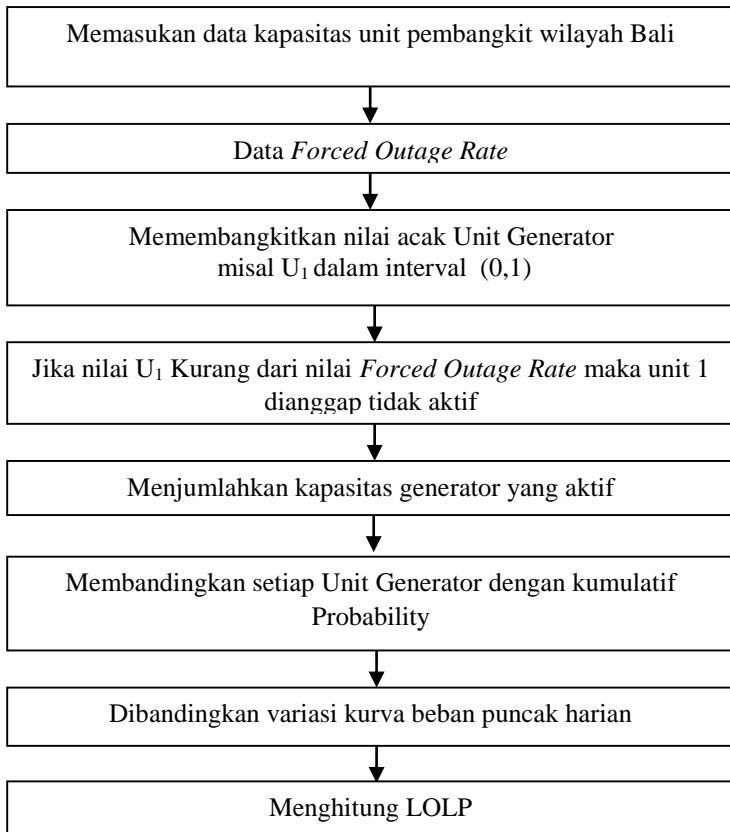 Memasukan data kapasitas unit pembangkit wilayah Bali
Data Forced Outage Rate
Memembangkitkan nilai acak Unit Generator
misal U₁ dalam interval (0,1)
Jika nilai U₁ Kurang dari nilai Forced Outage Rate maka unit 1
dianggap tidak aktif
Menjumlahkan kapasitas generator yang aktif
Membandingkan setiap Unit Generator dengan kumulatif
Probability
Dibandingkan variasi kurva beban puncak harian
Menghitung LOLP